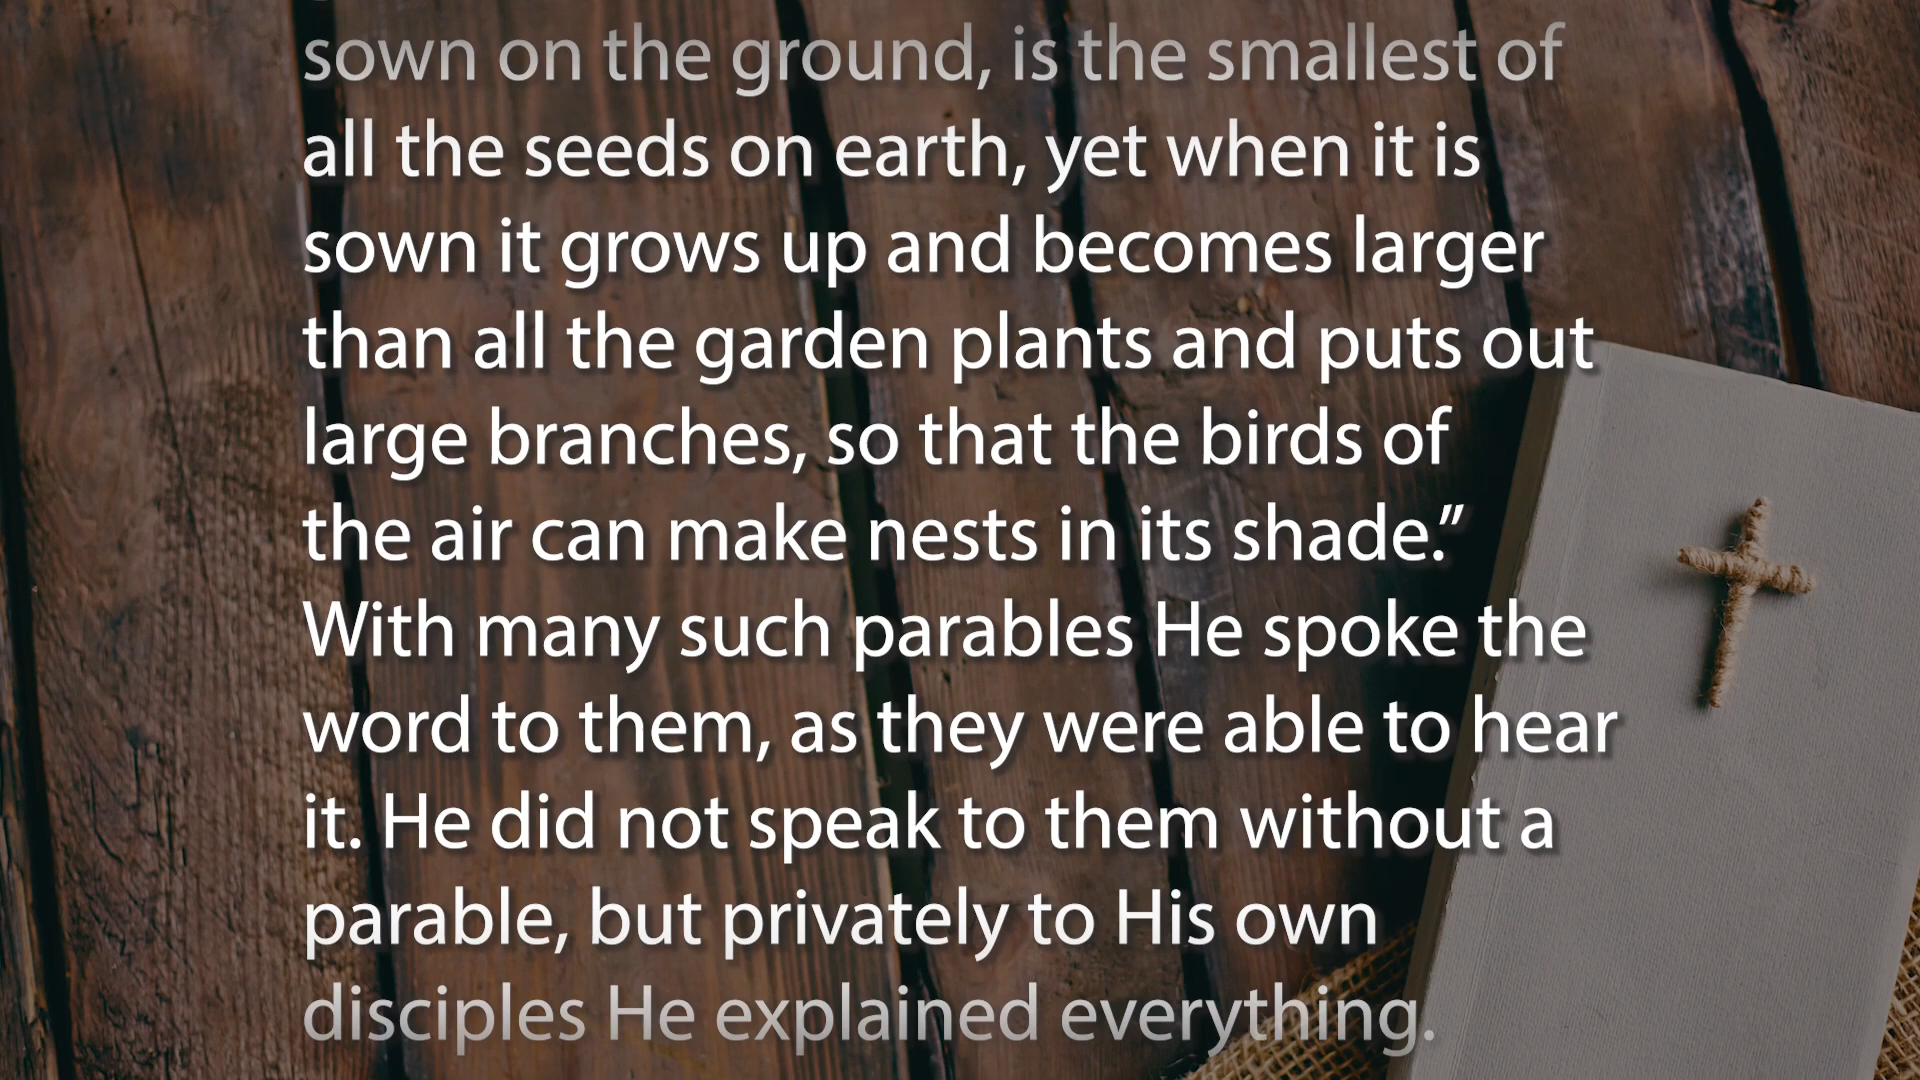 sown on the ground, is the smallest of
all the seeds on earth, yet when it is
sown it grows up and becomes larger
than all the garden plants and puts out
large branches, so that the birds of
the air can make nests in its shade.”
With many such parables He spoke the
word to them, as they were able to hear
it. He did not speak to them without a
parable, but privately to His own
disciples He explained everything.